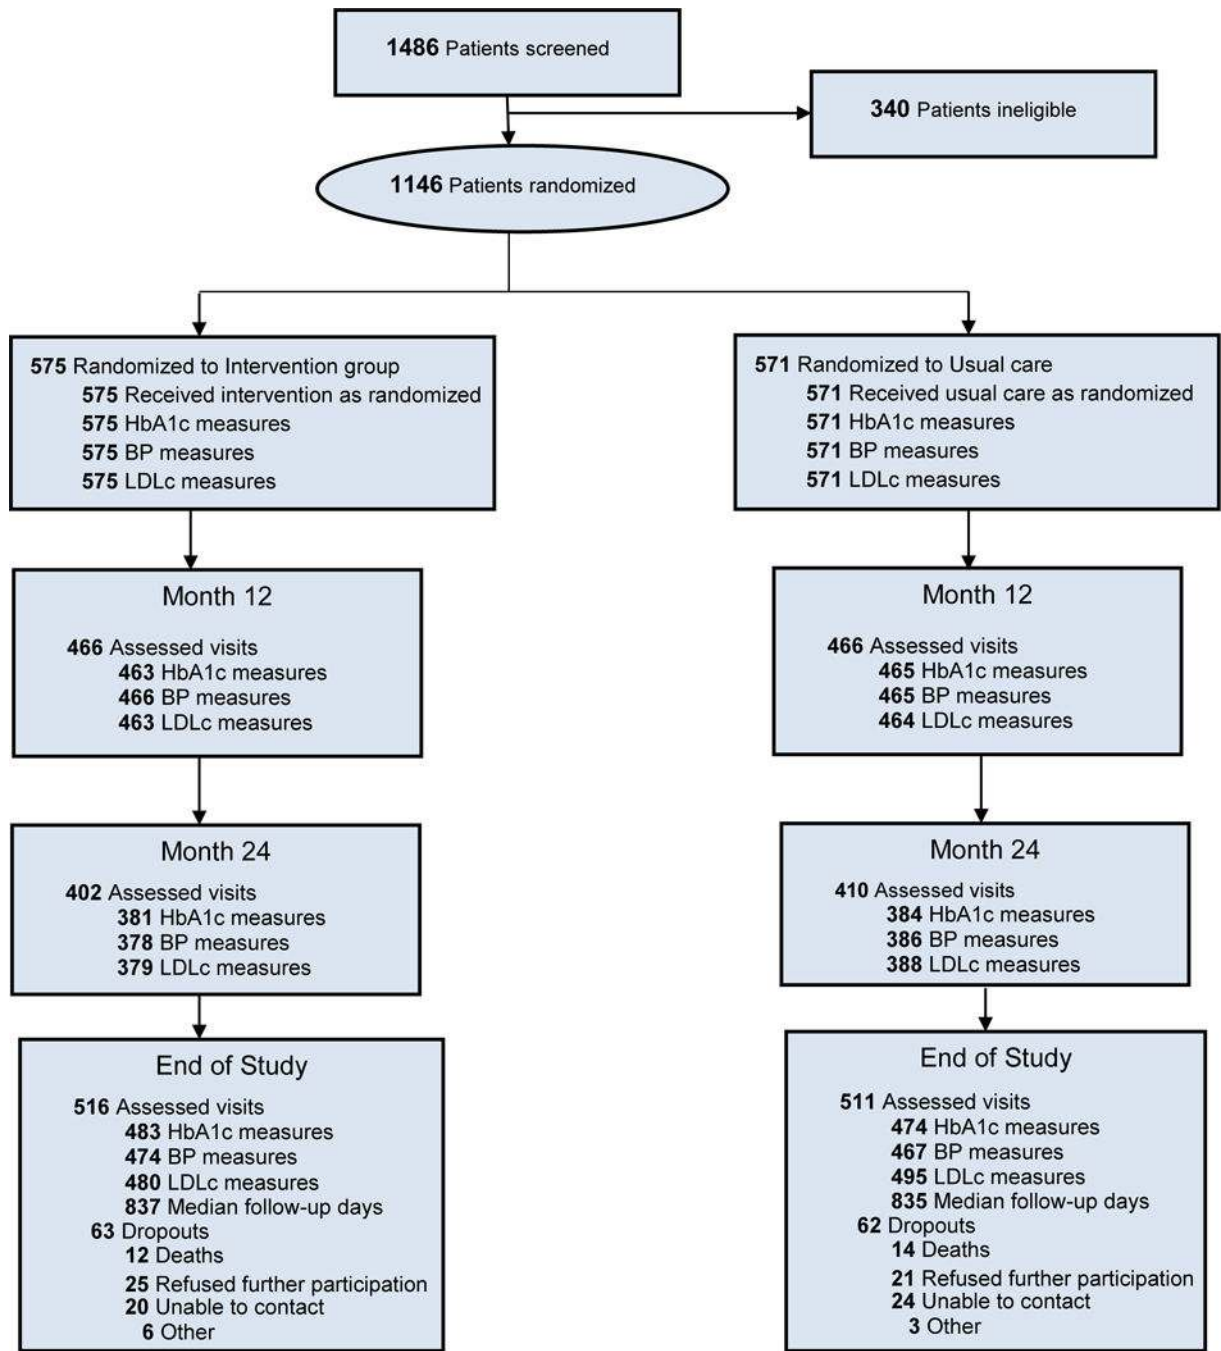 1486 Patients screened
340 Patients ineligible
1146 Patients randomized
575 Randomized to Intervention group
575 Received intervention as randomized
575 HbA1c measures
575 BP measures
575 LDLc measures
571 Randomized to Usual care
571 Received usual care as randomized
571 HbA1c measures
571 BP measures
571 LDLc measures
Month 12
466 Assessed visits
463 HbA1c measures
466 BP measures
463 LDLc measures
Month 12
466 Assessed visits
465 HbA1c measures
465 BP measures
464 LDLc measures
Month 24
402 Assessed visits
381 HbA1c measures
378 BP measures
379 LDLc measures
Month 24
410 Assessed visits
384 HbA1c measures
386 BP measures
388 LDLc measures
End of Study
516 Assessed visits
483 HbA1c measures
474 BP measures
480 LDLc measures
837 Median follow-up days
63 Dropouts
12 Deaths
25 Refused further participation
20 Unable to contact
6 Other
End of Study
511 Assessed visits
474 HbA1c measures
467 BP measures
495 LDLc measures
835 Median follow-up days
62 Dropouts
14 Deaths
21 Refused further participation
24 Unable to contact
3 Other